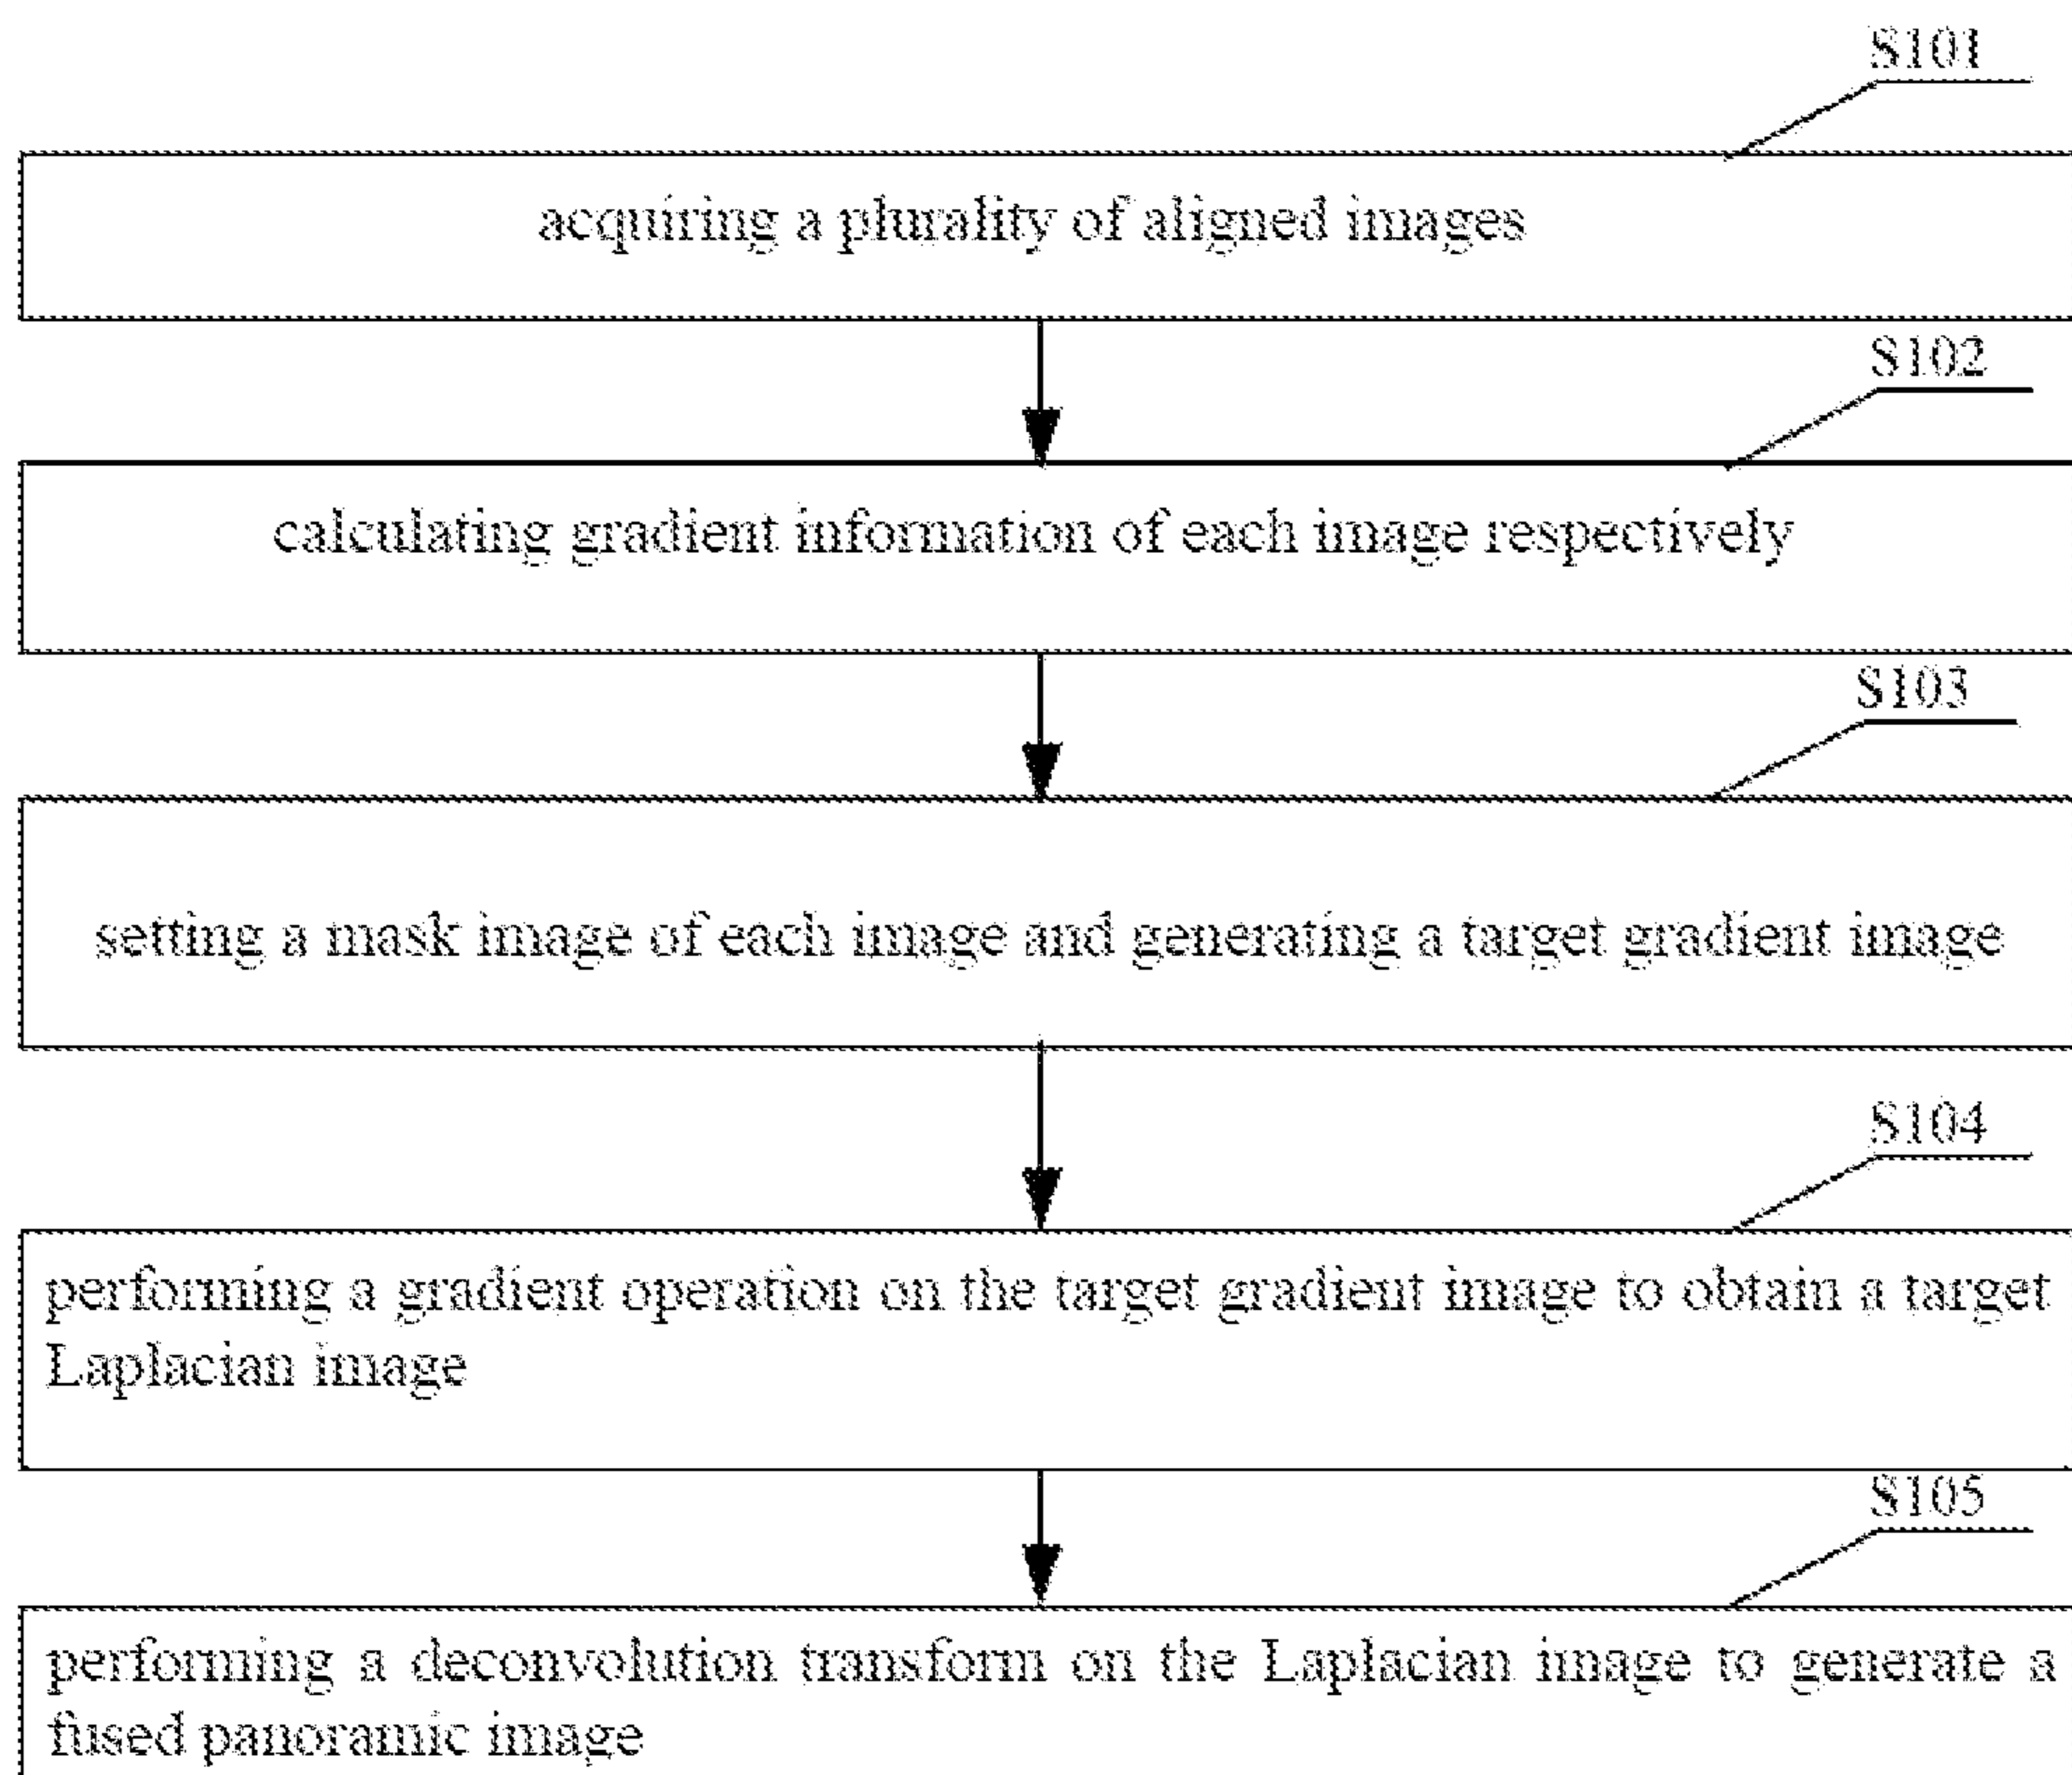 S101
acquiring a plurality of aligned images
S102
calculating gradient information of each image respectively
S103
setting a mask image of each image and generating a target gradient image
S104
performing a gradient operation on the target gradient image to obtain a target
Laplacian image
S105
performing a deconvolution transform on the Laplacian image to generate a
fused panoramic image